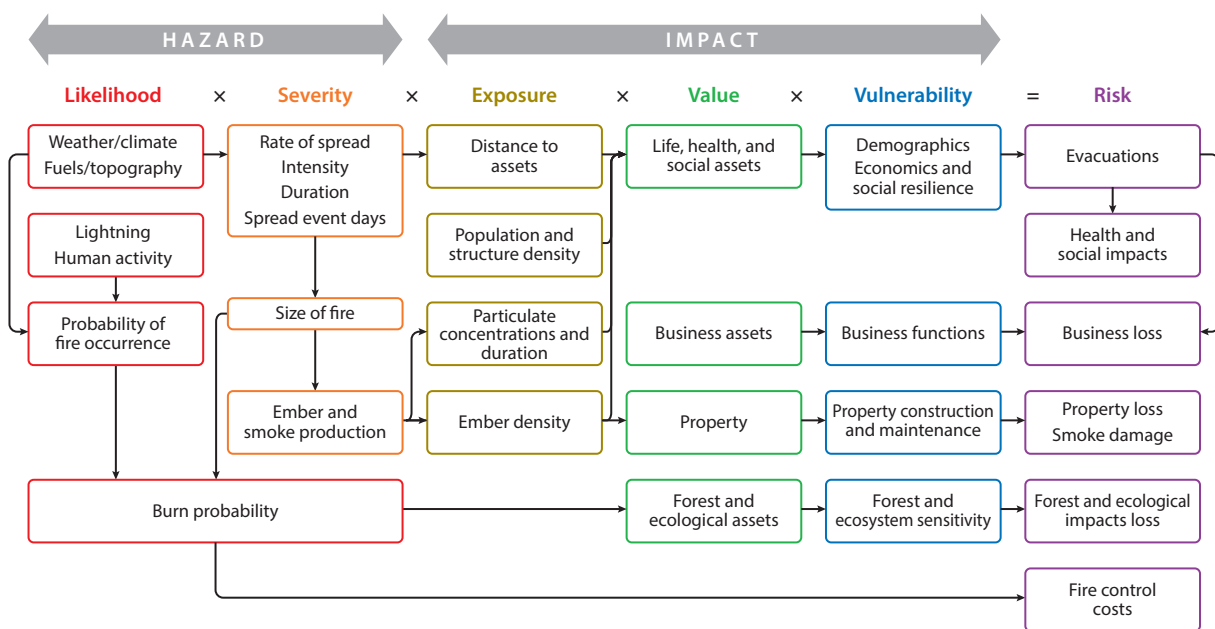 HAZARD
IMPACT
Likelihood × Severity × Exposure × Value × Vulnerability = Risk
Weather/climate
Fuels/topography
Rate of spread
Intensity
Duration
Spread event days
Distance to
assets
Life, health, and
social assets
Demographics
Economics and
social resilience
Evacuations
Lightning
Human activity
Population and
structure density
Health and
social impacts
Probability of
fire occurrence
Size of fire
Particulate
concentrations and
duration
Business assets
Business functions
Business loss
Ember and
smoke production
Ember density
Property
Property construction
and maintenance
Property loss
Smoke damage
Burn probability
Forest and
ecological assets
Forest and
ecosystem sensitivity
Forest and ecological
impacts loss
Fire control
costs